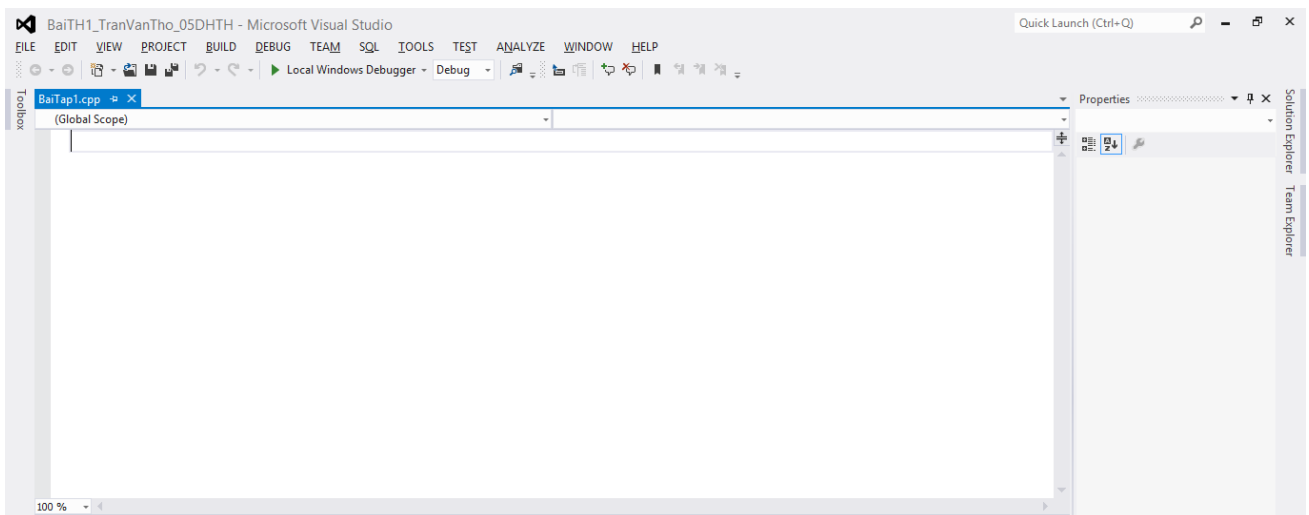 BaiTH1_TranVanTho_05DHTH - Microsoft Visual Studio
Quick Launch (Ctrl+Q)
FILE EDIT VIEW PROJECT BUILD DEBUG TEAM SQL TOOLS TEST ANALYZE WINDOW HELP
Local Windows Debugger Debug
Toolbox
BaiTap1.cpp
Properties
(Global Scope)
Solution Explorer
Team Explorer
100 %